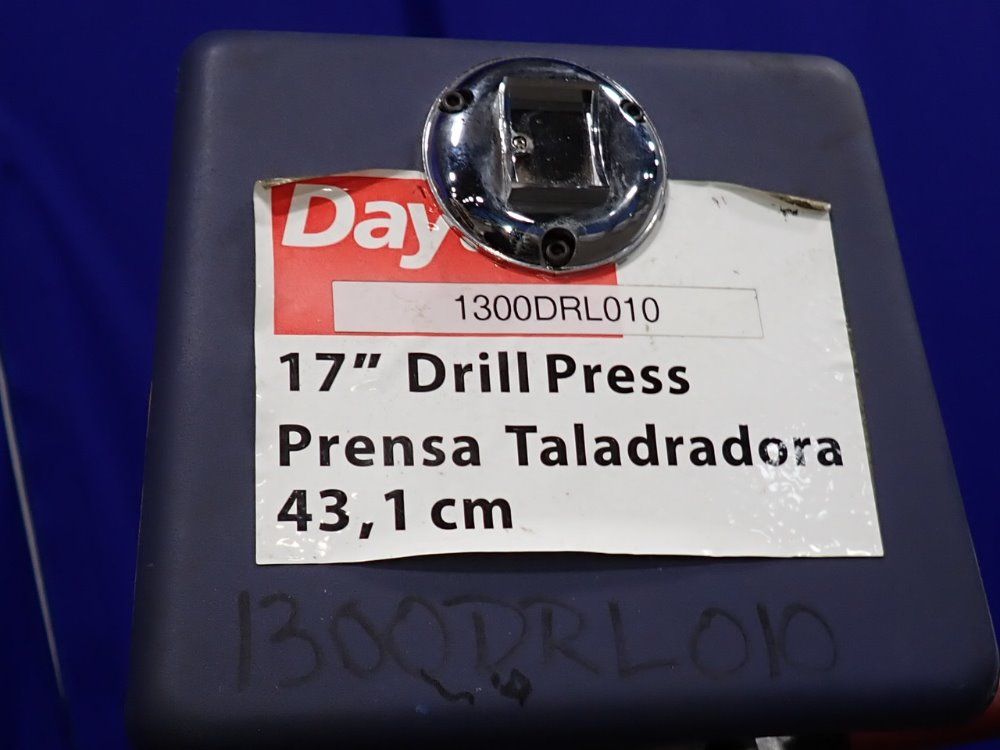 Day
1300DRL010
17" Drill Press
Prensa Taladradora
43,1 cm
1300DRL010